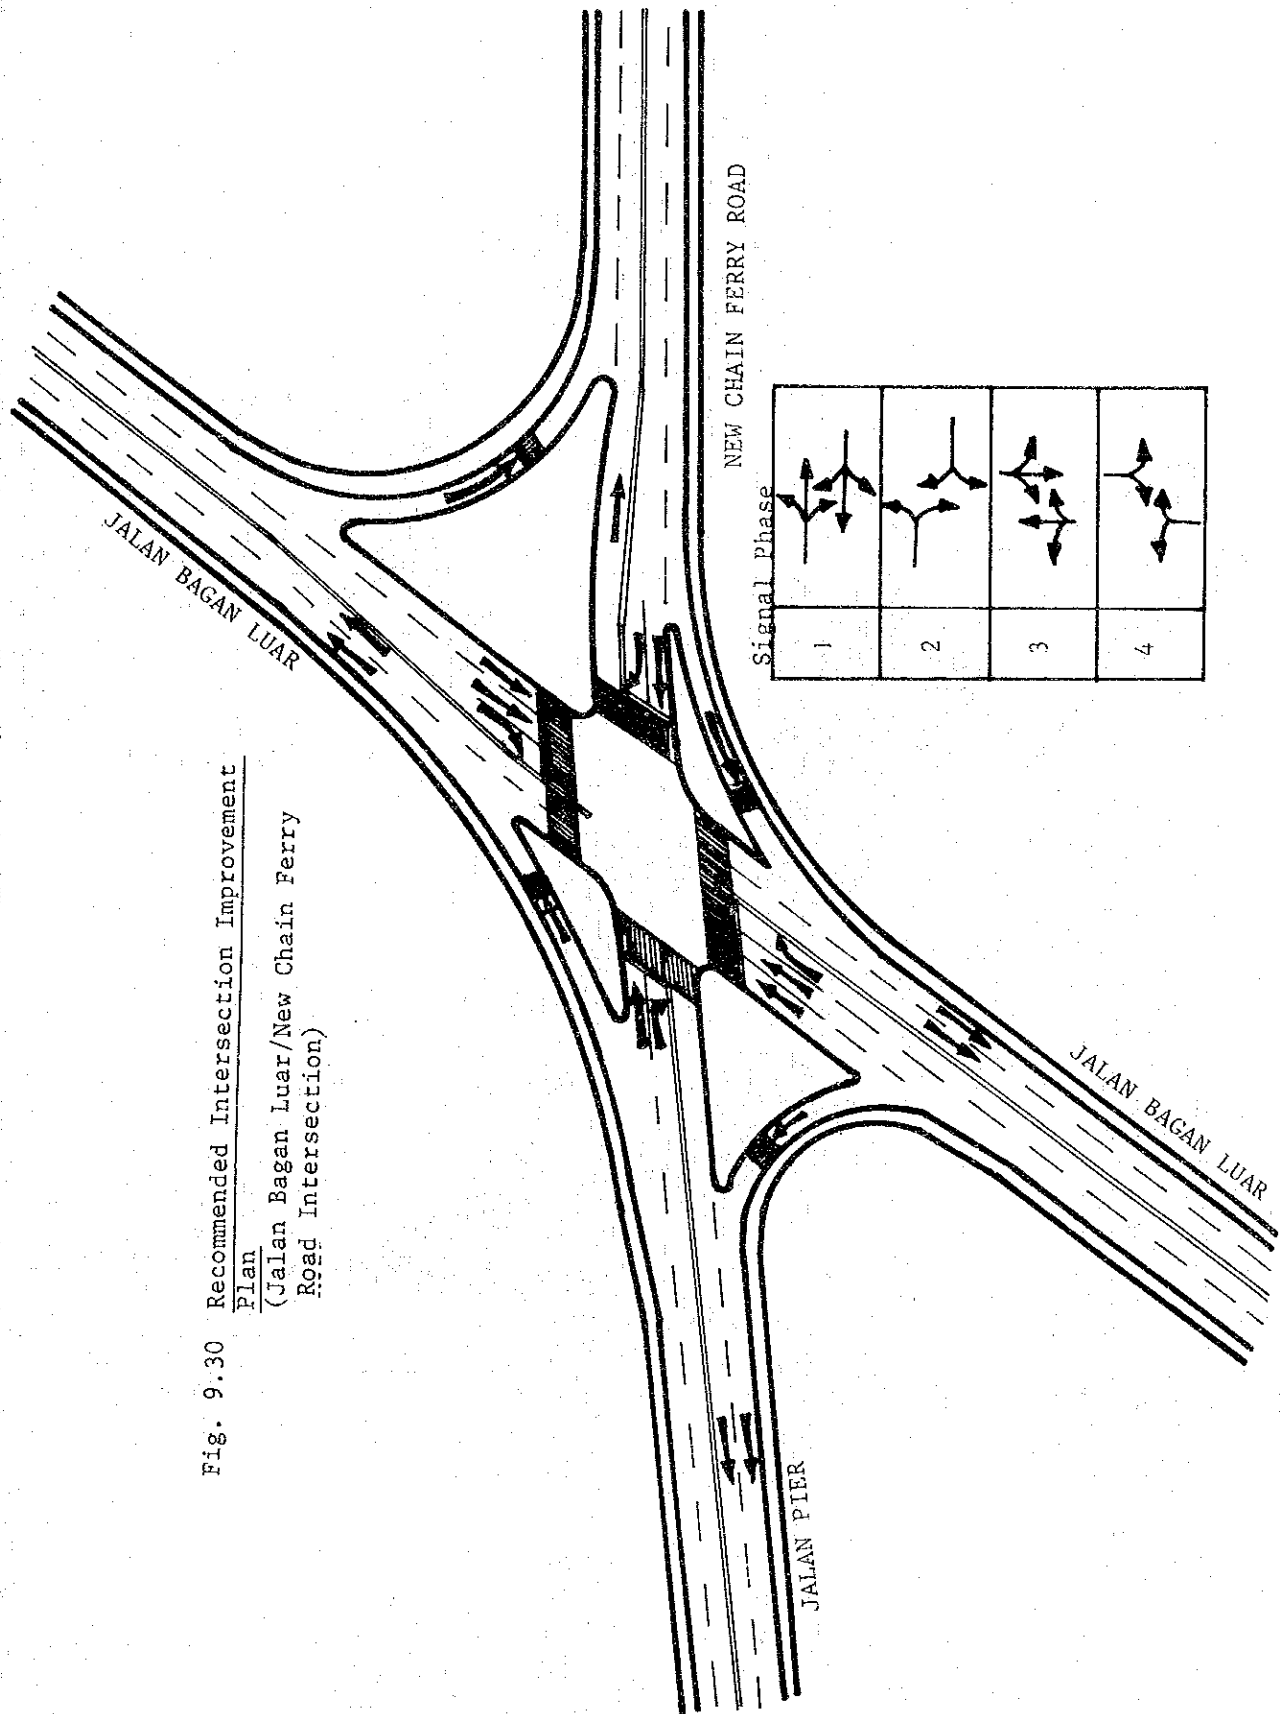 Fig. 9.30 Recommended Intersection Improvement
Plan
(Jalan Bagan Luar/New Chain Ferry
Road Intersection)
JALAN BAGAN LUAR
NEW CHAIN FERRY ROAD
Signal Phase
1
2
3
4
JALAN PIER
JALAN BAGAN LUAR